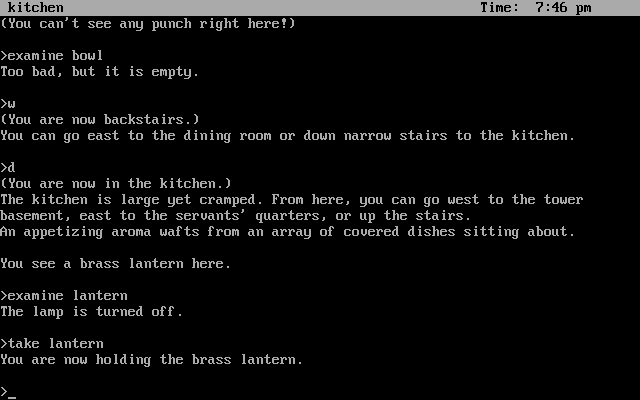 kitchen Time: 7:46 pm
(You can't see any punch right here!)
>examine bowl
Too bad, but it is empty.
>w
(You are now backstairs.)
You can go east to the dining room or down narrow stairs to the kitchen.
>d
(You are now in the kitchen.)
The kitchen is large yet cramped. From here, you can go west to the tower
basement, east to the servants' quarters, or up the stairs.
An appetizing aroma wafts from an array of covered dishes sitting about.
You see a brass lantern here.
>examine lantern
The lamp is turned off.
>take lantern
You are now holding the brass lantern.
>_